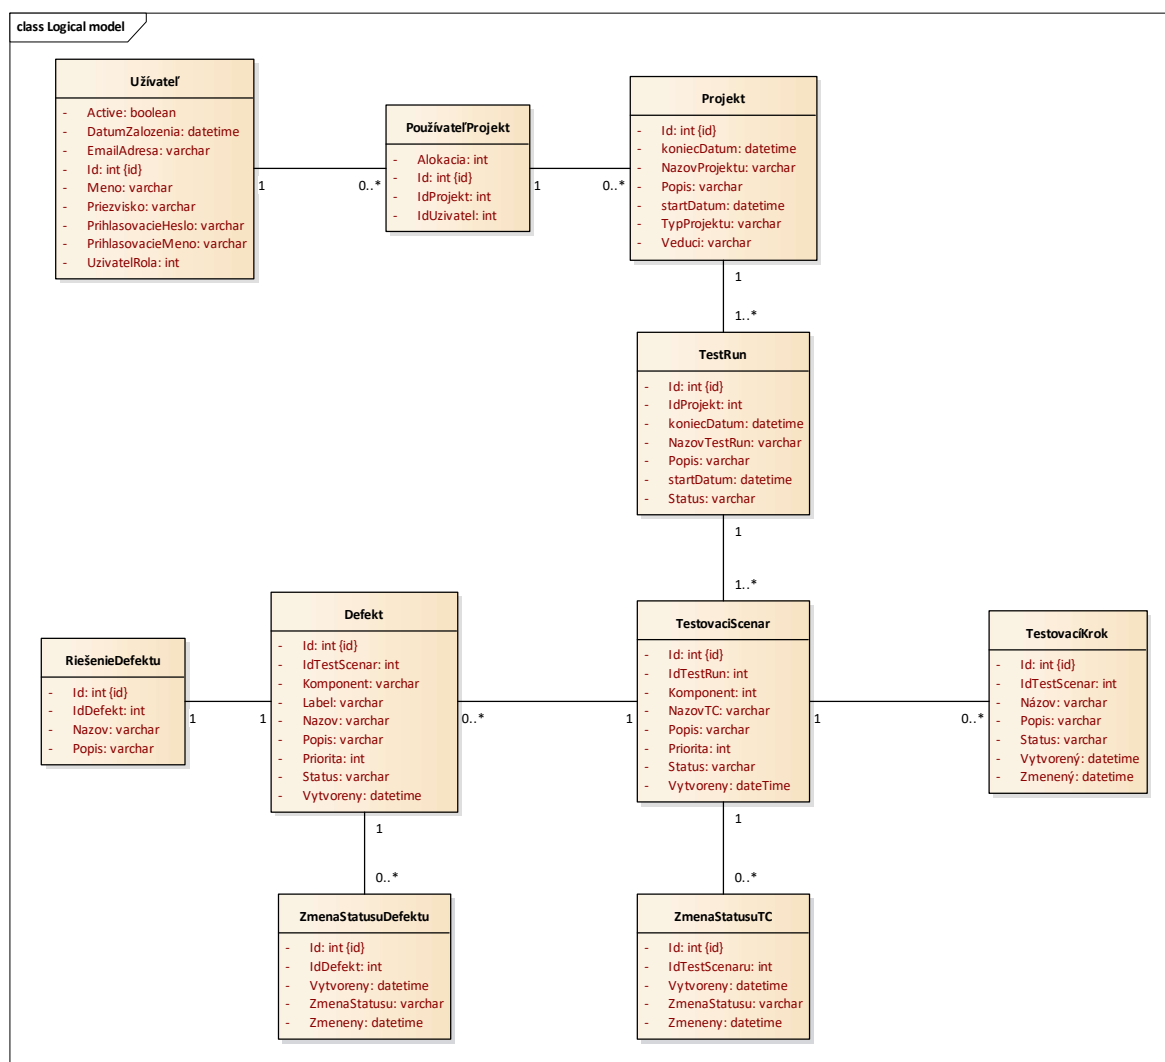 class Logical model
Užívateľ
- Active: boolean
- DatumZalozenia: datetime
- EmailAdresa: varchar
- Id: int {id}
- Meno: varchar
- Priezvisko: varchar
- PrihlasovacieHeslo: varchar
- PrihlasovacieMeno: varchar
- UzivatelRola: int
1
0..*
PoužívateľProjekt
- Alokacia: int
- Id: int {id}
- IdProjekt: int
- IdUzivatel: int
1
0..*
Projekt
- Id: int {id}
- koniecDatum: datetime
- NazovProjektu: varchar
- Popis: varchar
- startDatum: datetime
- TypProjektu: varchar
- Veduci: varchar
1
1..*
TestRun
- Id: int {id}
- IdProjekt: int
- koniecDatum: datetime
- NazovTestRun: varchar
- Popis: varchar
- startDatum: datetime
- Status: varchar
1
1..*
RiešenieDefektu
- Id: int {id}
- IdDefekt: int
- Nazov: varchar
- Popis: varchar
1
1
Defekt
- Id: int {id}
- IdTestScenar: int
- Komponent: varchar
- Label: varchar
- Nazov: varchar
- Popis: varchar
- Priorita: int
- Status: varchar
- Vytvoreny: datetime
0..*
1
TestovaciScenar
- Id: int {id}
- IdTestRun: int
- Komponent: int
- NazovTC: varchar
- Popis: varchar
- Priorita: int
- Status: varchar
- Vytvoreny: dateTime
1
0..*
TestovacíKrok
- Id: int {id}
- IdTestScenar: int
- Názov: varchar
- Popis: varchar
- Status: varchar
- Vytvorený: datetime
- Zmenený: datetime
1
0..*
ZmenaStatusuDefektu
- Id: int {id}
- IdDefekt: int
- Vytvoreny: datetime
- ZmenaStatusu: varchar
- Zmeneny: datetime
1
0..*
ZmenaStatusuTC
- Id: int {id}
- IdTestScenaru: int
- Vytvoreny: datetime
- ZmenaStatusu: varchar
- Zmeneny: datetime